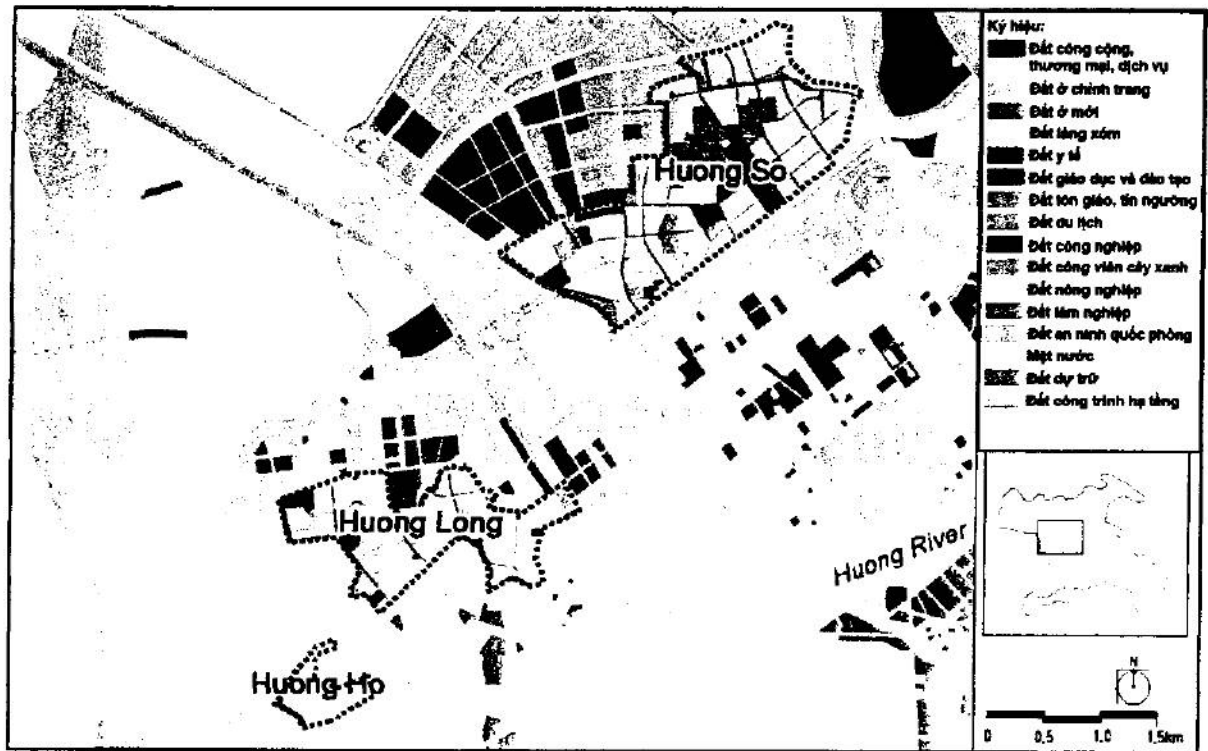 Huong So
Huong Long
Huong Ho
Huong River
Ký hiệu:
Đất công cộng,
thương mại, dịch vụ
Đất ở chỉnh trang
Đất ở mới
Đất làng xóm
Đất y tế
Đất giáo dục và đào tạo
Đất tôn giáo, tín ngưỡng
Đất du lịch
Đất công nghiệp
Đất công viên cây xanh
Đất nông nghiệp
Đất lâm nghiệp
Đất an ninh quốc phòng
Mặt nước
Đất dự trữ
Đất công trình hạ tầng
N
0 0,5 1.0 1,5km